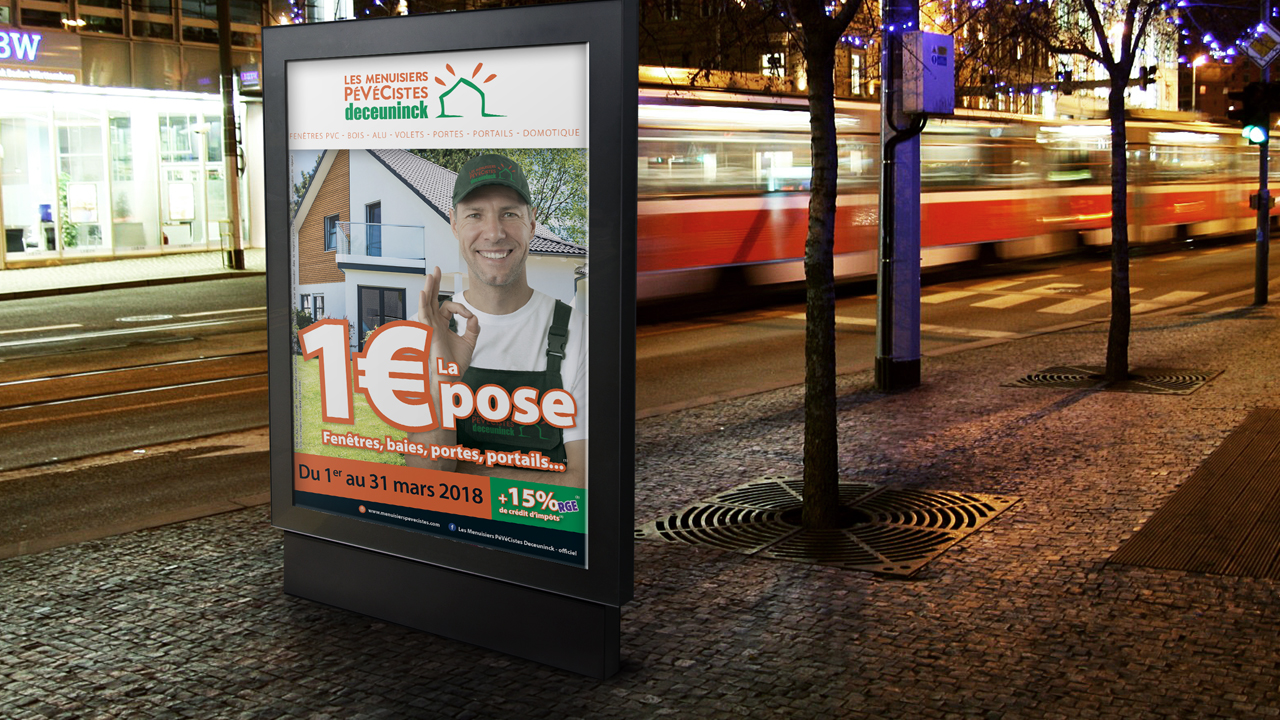 BW
LES MENUISIERS
PéVéCISTES
deceuninck
FENÊTRES PVC - BOIS - ALU - VOLETS - PORTES - PORTAILS - DOMOTIQUE
1€ La pose
Fenêtres, baies, portes, portails...
Du 1er au 31 mars 2018
+15%
RGE
de crédit d'impôts
www.menuisierspevecistes.com
Les Menuisiers PéVéCistes Deceuninck - officiel